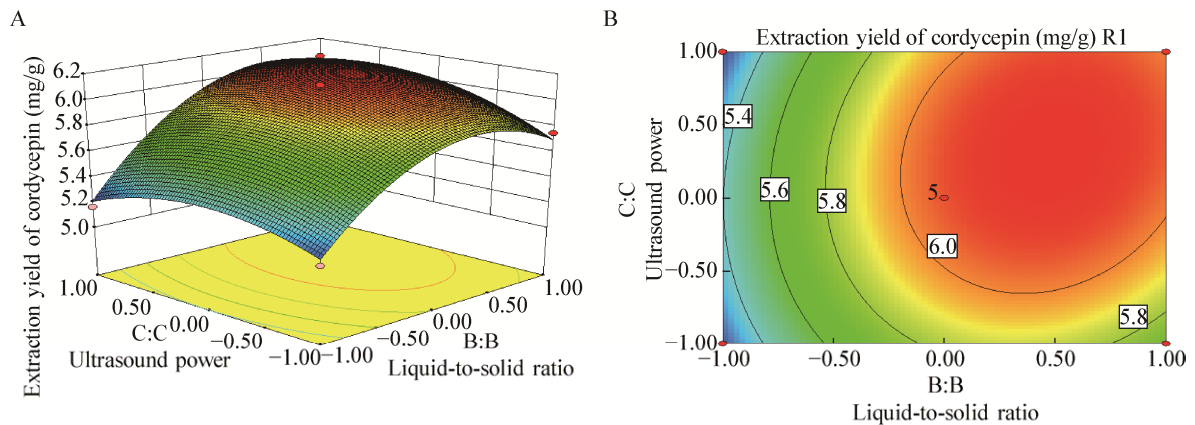 A
Extraction yield of cordycepin (mg/g)
6.2
6.0
5.8
5.6
5.4
5.2
5.0
1.00
0.50
C:C
0.00
−0.50
−1.00
Ultrasound power
−1.00
−0.50
0.00
B:B
0.50
1.00
Liquid-to-solid ratio
B
Extraction yield of cordycepin (mg/g) R1
C:C
Ultrasound power
1.00
0.50
0.00
−0.50
−1.00
5.4
5.6
5.8
5
6.0
5.8
−1.00
−0.50
0.00
0.50
1.00
B:B
Liquid-to-solid ratio